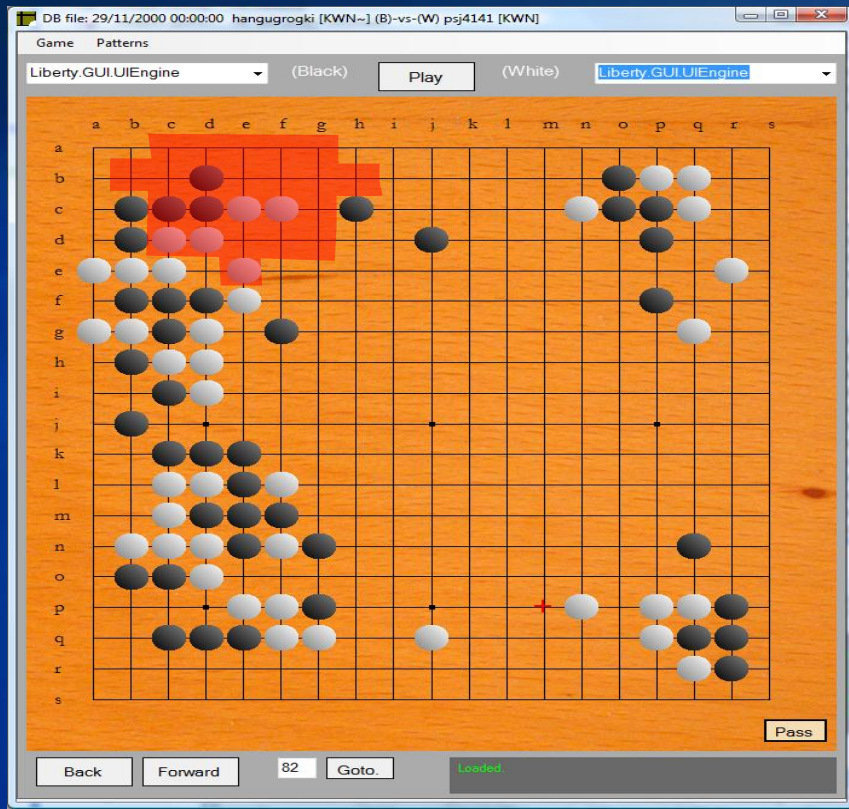 DB file: 29/11/2000 00:00:00 hangugrogki [KWN~] (B)-vs-(W) psj4141 [KWN]
Game Patterns
Liberty.GUI.UIEngine (Black) Play (White) Liberty.GUI.UIEngine
a b c d e f g h i j k l m n o p q r s
a
b
c
d
e
f
g
h
i
j
k
l
m
n
o
p
q
r
s
Pass
Back Forward 82 Goto. Loaded.